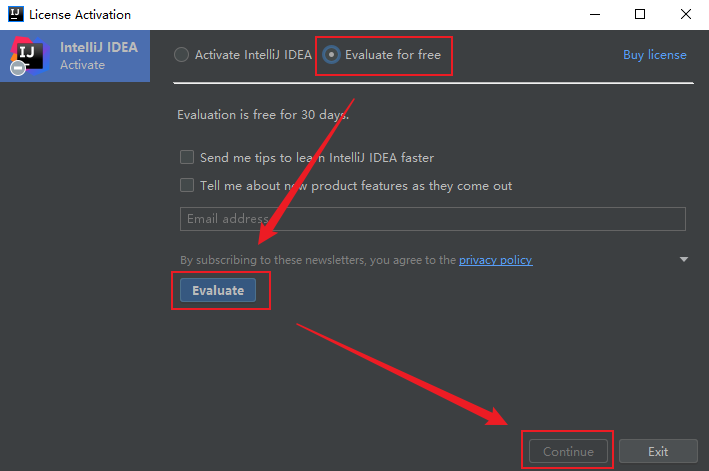 IJ License Activation
IJ IntelliJ IDEA
Activate
Activate IntelliJ IDEA Evaluate for free Buy license
Evaluation is free for 30 days.
Send me tips to learn IntelliJ IDEA faster
Tell me about new product features as they come out
Email address
By subscribing to these newsletters, you agree to the privacy policy
Evaluate
Continue Exit